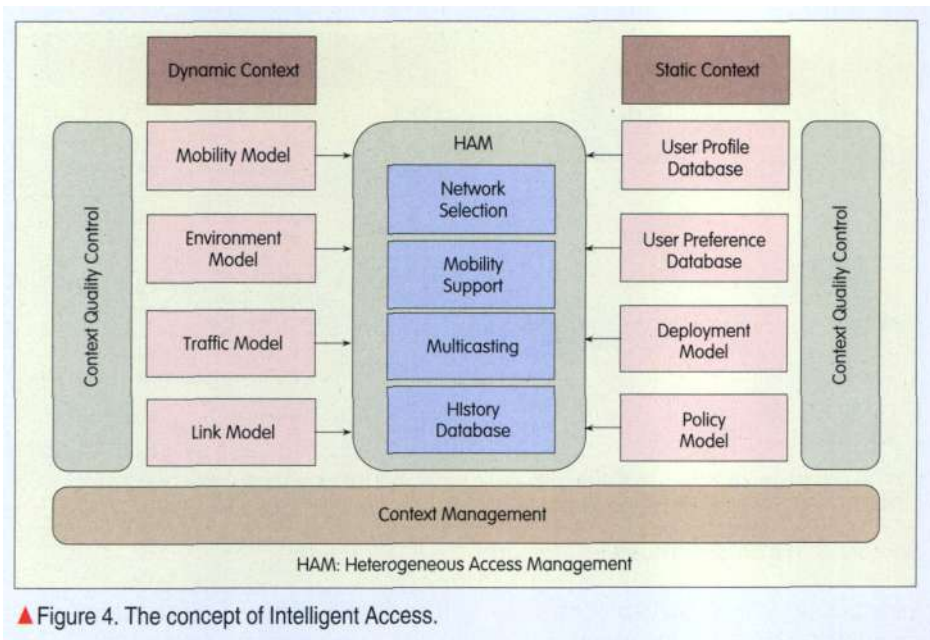 Dynamic Context
Static Context
Context Quality Control
Mobility Model
Environment
Model
Traffic Model
Link Model
HAM
Network
Selection
Mobility
Support
Multicasting
HIstory
Database
User Profile
Database
User Preference
Database
Deployment
Model
Policy
Model
Context Quality Control
Context Management
HAM: Heterogeneous Access Management
▲Figure 4. The concept of Intelligent Access.